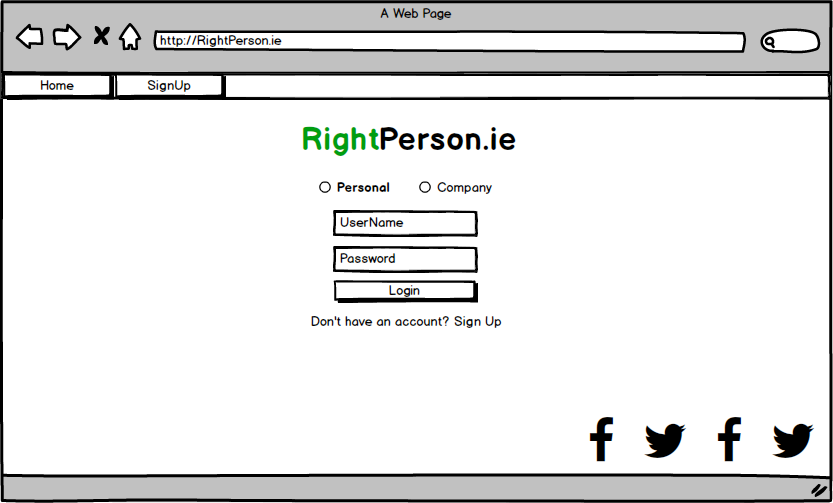 A Web Page
http://RightPerson.ie
Home SignUp
RightPerson.ie
Personal Company
UserName
Password
Login
Don't have an account? Sign Up